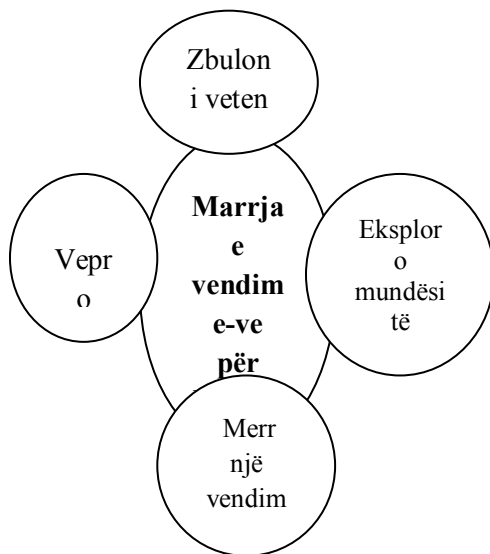 Zbulon
i veten
Marrja
e
vendim
e-ve
për
Eksplor
o
mundësi
të
Merr
një
vendim
Vepr
o